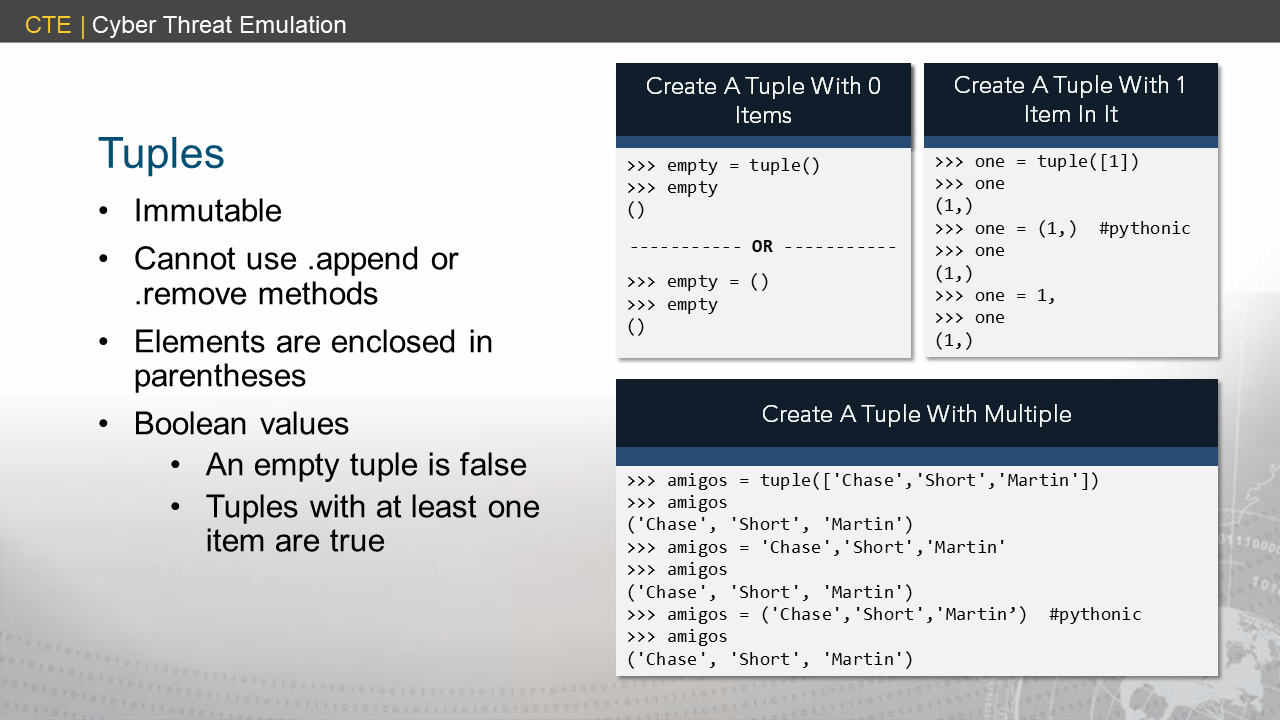 CTE | Cyber Threat Emulation
Tuples
• Immutable
• Cannot use .append or
.remove methods
• Elements are enclosed in
parentheses
• Boolean values
• An empty tuple is false
• Tuples with at least one
item are true
Create A Tuple With 0
Items
>>> empty = tuple()
>>> empty
()
----------- OR -----------
>>> empty = ()
>>> empty
()
Create A Tuple With 1
Item In It
>>> one = tuple([1])
>>> one
(1,)
>>> one = (1,)  #pythonic
>>> one
(1,)
>>> one = 1,
>>> one
(1,)
Create A Tuple With Multiple
>>> amigos = tuple(['Chase','Short','Martin'])
>>> amigos
('Chase', 'Short', 'Martin')
>>> amigos = 'Chase','Short','Martin'
>>> amigos
('Chase', 'Short', 'Martin')
>>> amigos = ('Chase','Short','Martin’)  #pythonic
>>> amigos
('Chase', 'Short', 'Martin')